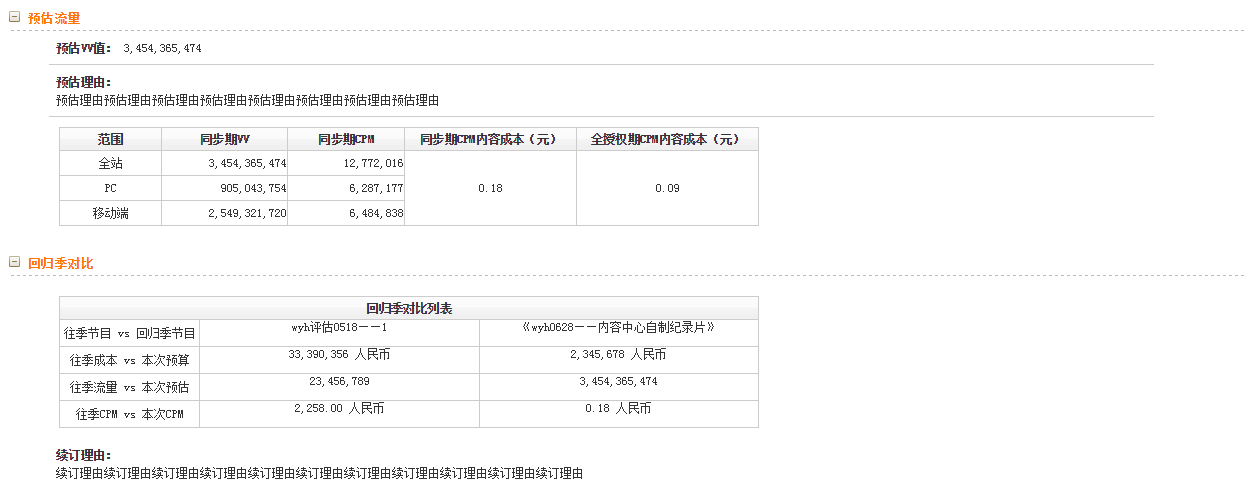 预估流量
预估VV值： 3,454,365,474
预估理由：
预估理由预估理由预估理由预估理由预估理由预估理由预估理由预估理由
范围 同步期VV 同步期CPM 同步期CPM内容成本（元） 全授权期CPM内容成本（元）
全站 3,454,365,474 12,772,016
PC 905,043,754 6,287,177 0.18 0.09
移动端 2,549,321,720 6,484,838
回归季对比
回归季对比列表
往季节目 vs 回归季节目 wyh评估0518——1 《wyh0628——内容中心自制纪录片》
往季成本 vs 本次预算 33,390,356 人民币 2,345,678 人民币
往季流量 vs 本次预估 23,456,789 3,454,365,474
往季CPM vs 本次CPM 2,258.00 人民币 0.18 人民币
续订理由：
续订理由续订理由续订理由续订理由续订理由续订理由续订理由续订理由续订理由续订理由续订理由